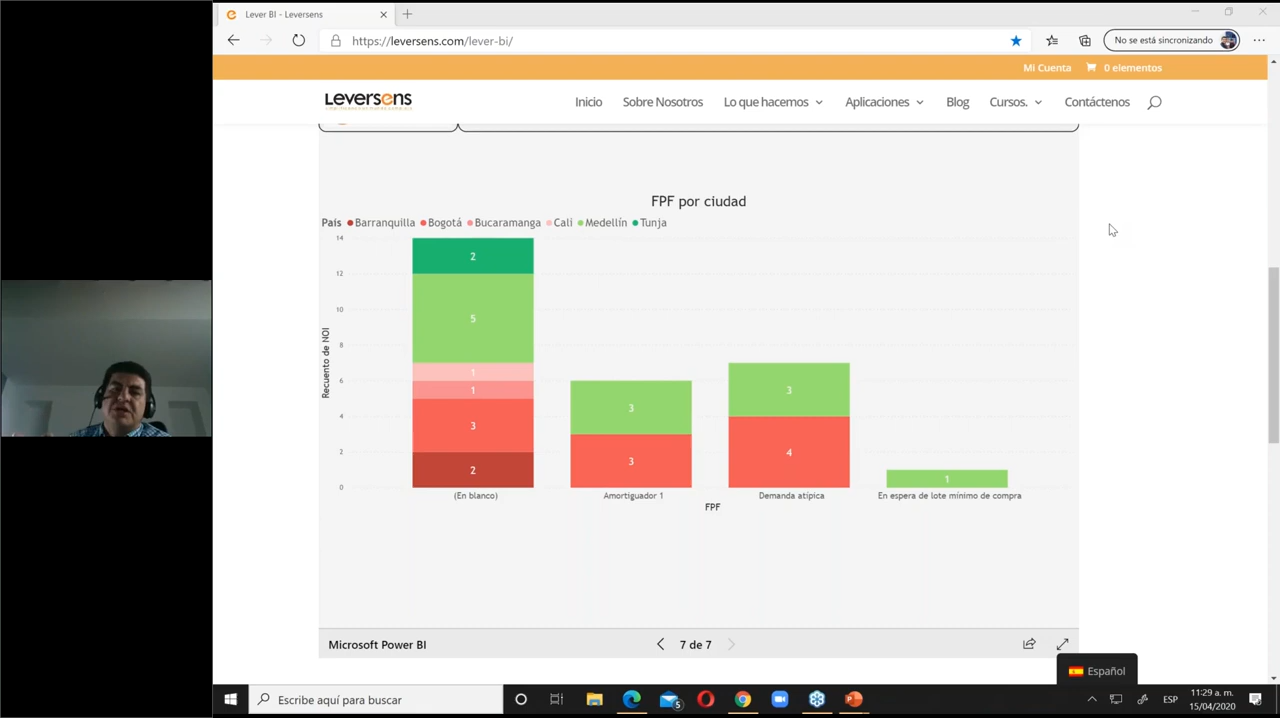 Lever BI - Leversens
https://leversens.com/lever-bi/
No se está sincronizando
Mi Cuenta 0 elementos
Leversens
Inicio Sobre Nosotros Lo que hacemos Aplicaciones Blog Cursos. Contáctenos
FPF por ciudad
País Barranquilla Bogotá Bucaramanga Cali Medellín Tunja
Recuento de NOI
14
12
10
8
6
4
2
0
2
5
1
1
3
2
3
3
3
4
1
(En blanco) Amortiguador 1 Demanda atípica En espera de lote mínimo de compra
FPF
Microsoft Power BI 7 de 7
Español
Escribe aquí para buscar
5
ESP
11:29 a. m.
15/04/2020